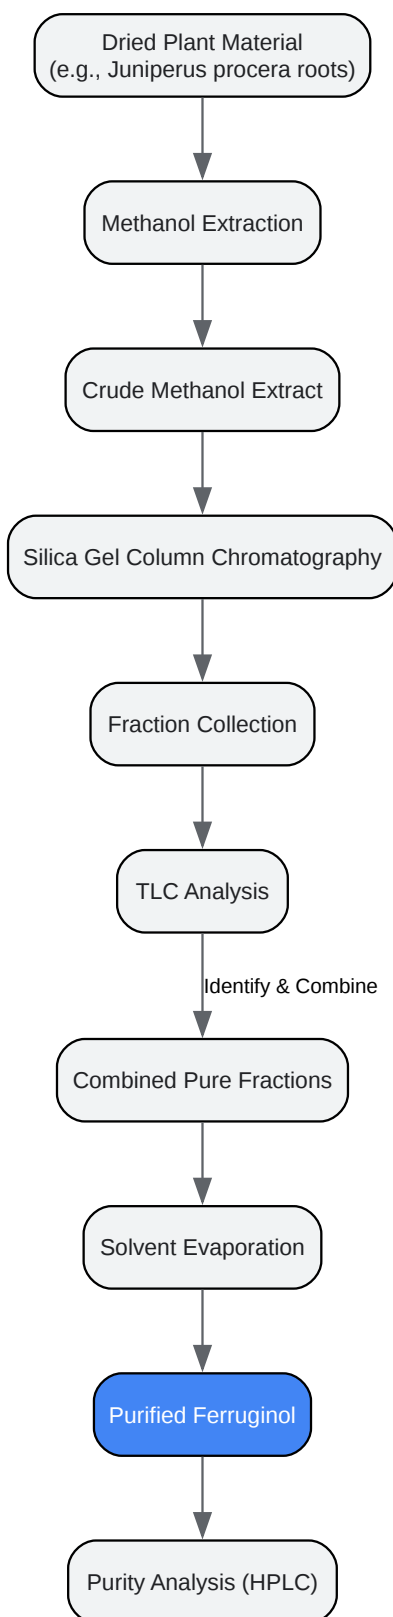 Dried Plant Material
(e.g., Juniperus procera roots)
Methanol Extraction
Crude Methanol Extract
Silica Gel Column Chromatography
Fraction Collection
TLC Analysis
Identify & Combine
Combined Pure Fractions
Solvent Evaporation
Purified Ferruginol
Purity Analysis (HPLC)